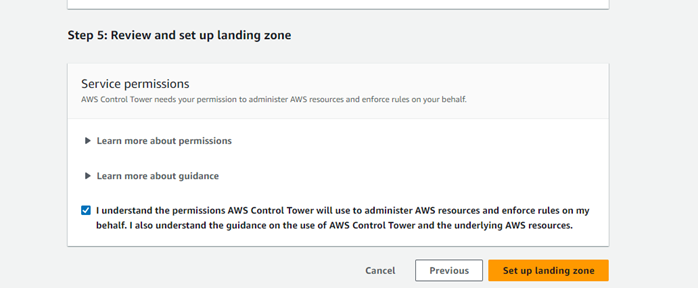 Step 5: Review and set up landing zone
Service permissions
AWS Control Tower needs your permission to administer AWS resources and enforce rules on your behalf.
Learn more about permissions
Learn more about guidance
I understand the permissions AWS Control Tower will use to administer AWS resources and enforce rules on my
behalf. I also understand the guidance on the use of AWS Control Tower and the underlying AWS resources.
Cancel Previous Set up landing zone